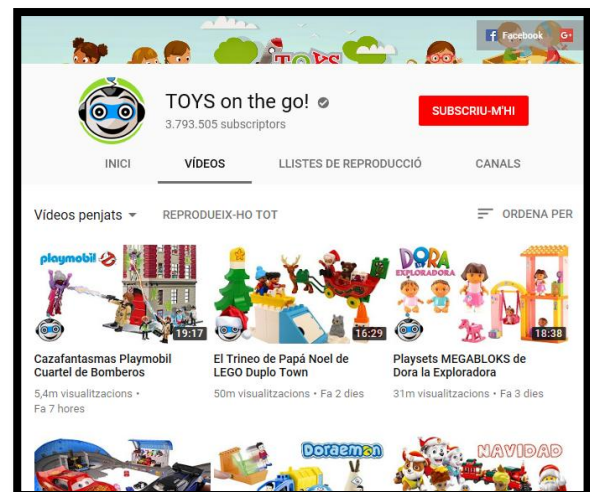 Facebook G+
TOYS
TOYS on the go!
3.793.505 subscriptors
SUBSCRIU-M'HI
INICI VÍDEOS LLISTES DE REPRODUCCIÓ CANALS
Vídeos penjats REPRODUEIX-HO TOT ORDENA PER
playmobil
DORA
LA
EXPLORADORA
19:17
16:29
18:38
Cazafantasmas Playmobil
Cuartel de Bomberos
5,4m visualitzacions •
Fa 7 hores
El Trineo de Papá Noel de
LEGO Duplo Town
50m visualitzacions • Fa 2 dies
Playsets MEGABLOKS de
Dora la Exploradora
31m visualitzacions • Fa 3 dies
Doraemon
NAVIDAD